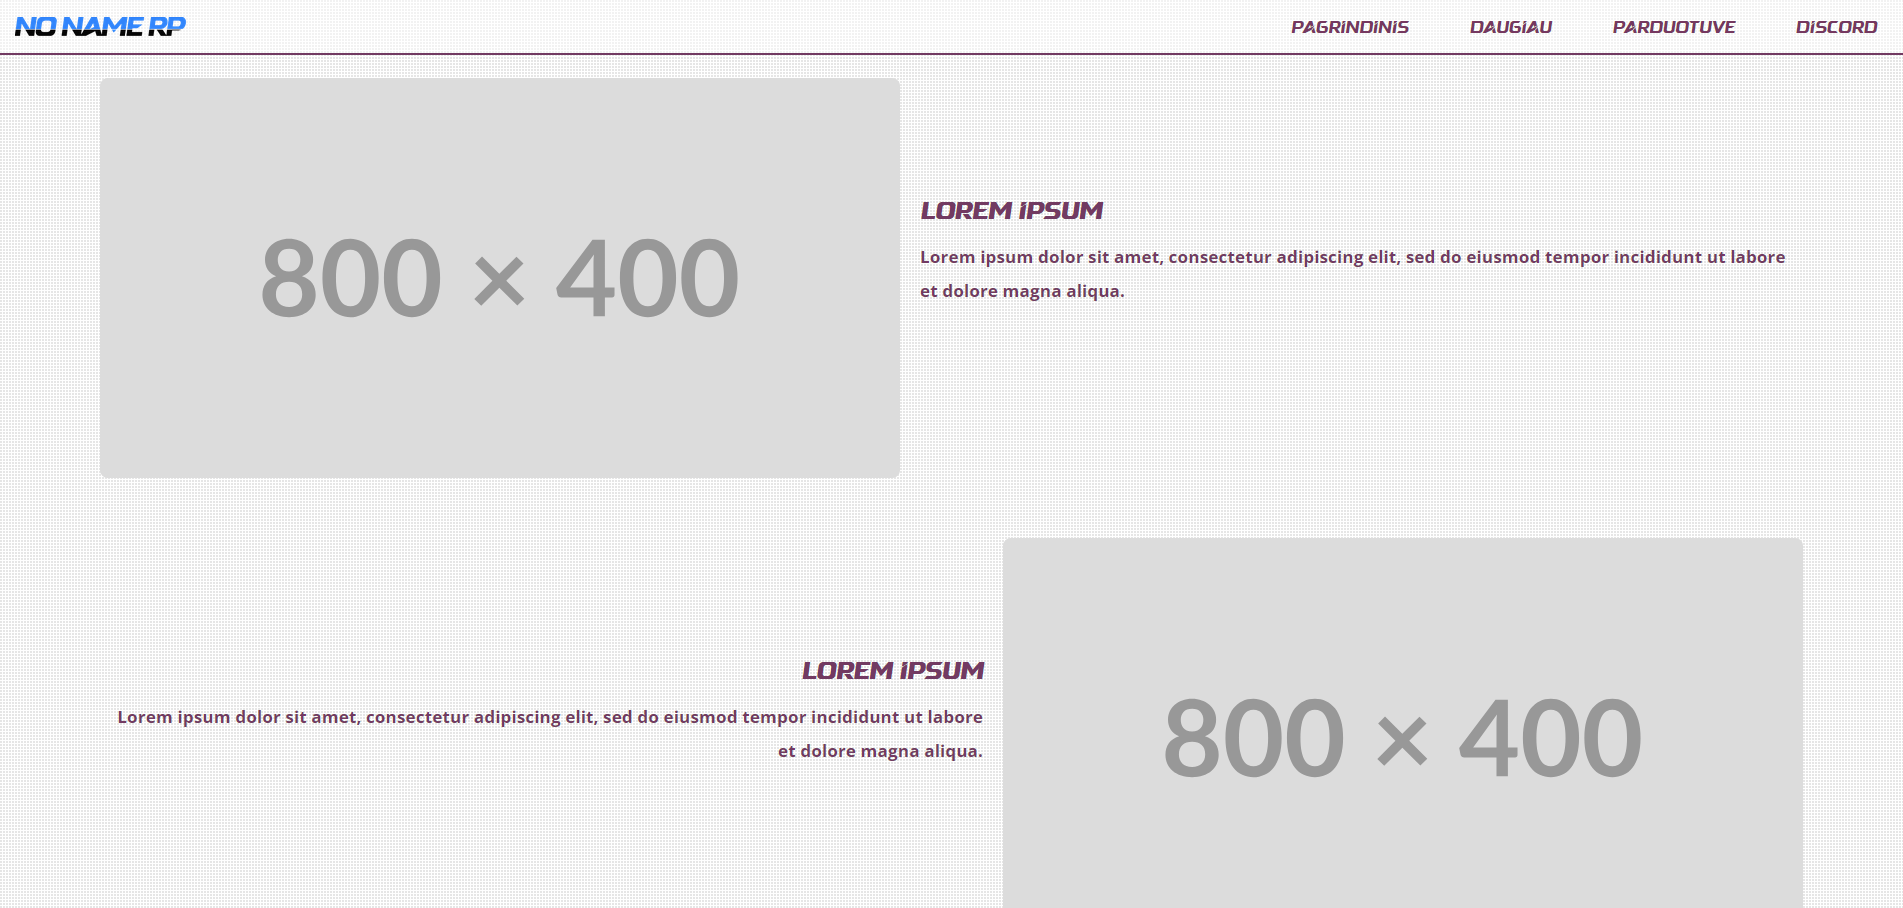 NO NAME RP
PAGRINDINIS DAUGIAU PARDUOTUVE DISCORD
800 × 400
LOREM IPSUM
Lorem ipsum dolor sit amet, consectetur adipiscing elit, sed do eiusmod tempor incididunt ut labore
et dolore magna aliqua.
LOREM IPSUM
Lorem ipsum dolor sit amet, consectetur adipiscing elit, sed do eiusmod tempor incididunt ut labore
et dolore magna aliqua.
800 × 400